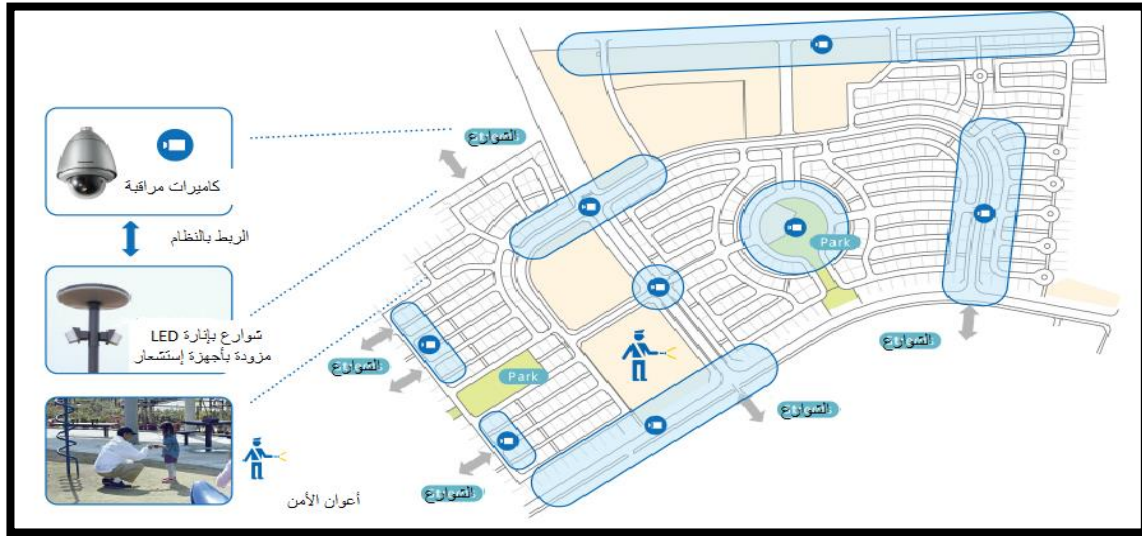 كاميرات مراقبة
الربط بالنظام
شوارع بإنارة LED
مزودة بأجهزة إستشعار
أعوان الأمن
الشوارع
الشوارع
الشوارع
الشوارع
الشوارع
الشوارع
Park
Park